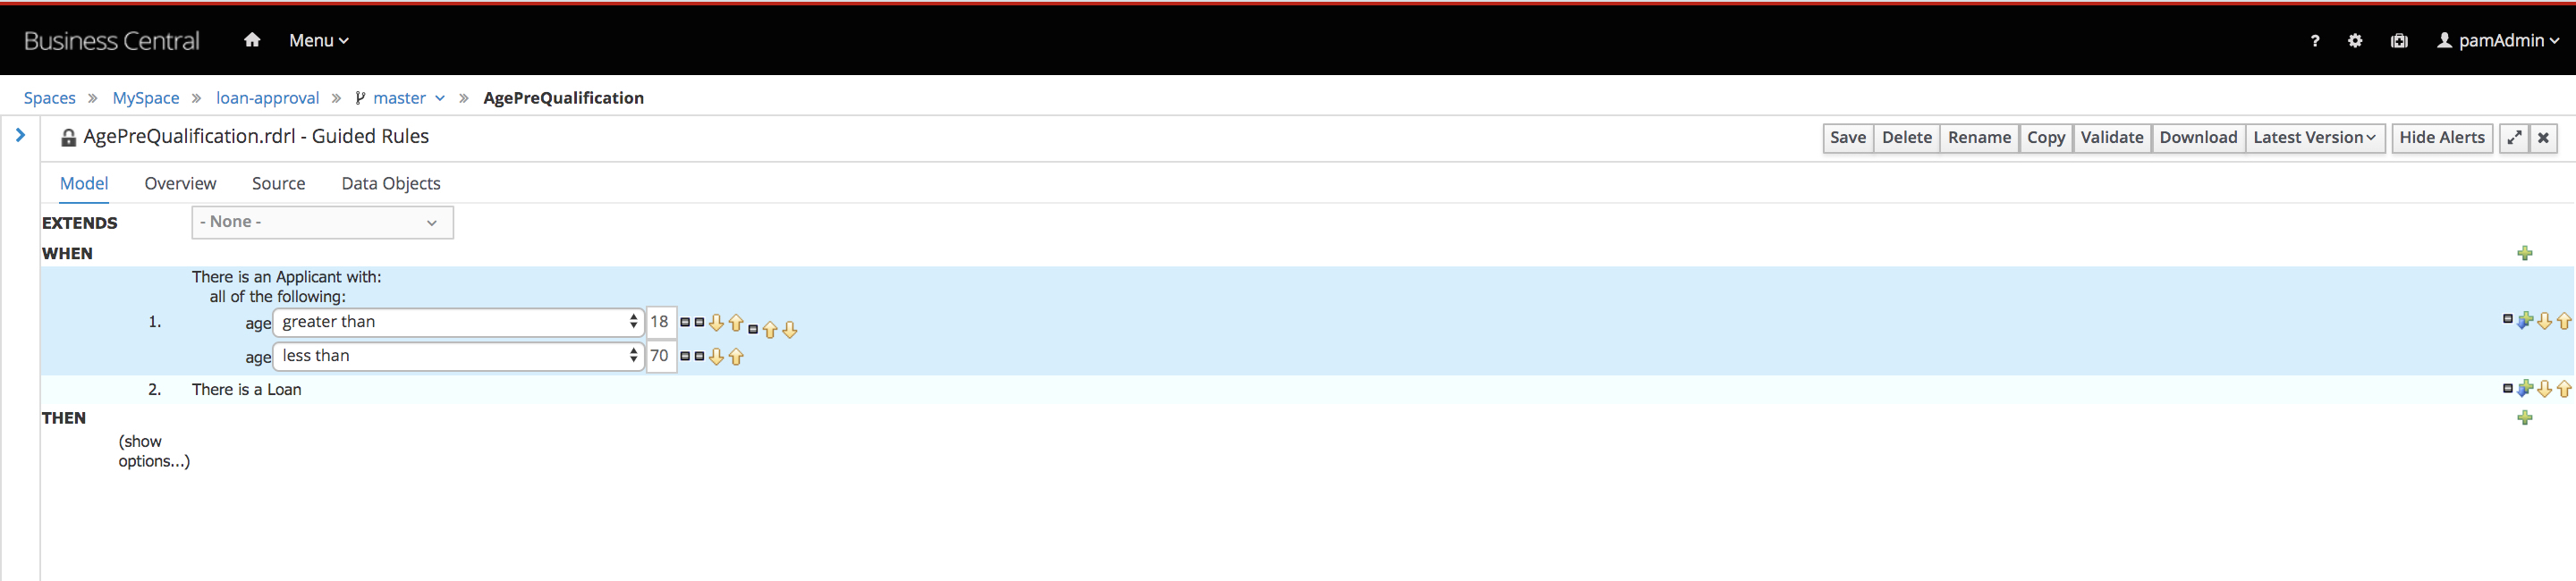 Business Central Menu ? pamAdmin
Spaces » MySpace » loan-approval » master » AgePreQualification
AgePreQualification.rdrl - Guided Rules Save Delete Rename Copy Validate Download Latest Version Hide Alerts
Model Overview Source Data Objects
EXTENDS - None -
WHEN
There is an Applicant with:
all of the following:
1. age greater than 18
age less than 70
2. There is a Loan
THEN
(show
options...)